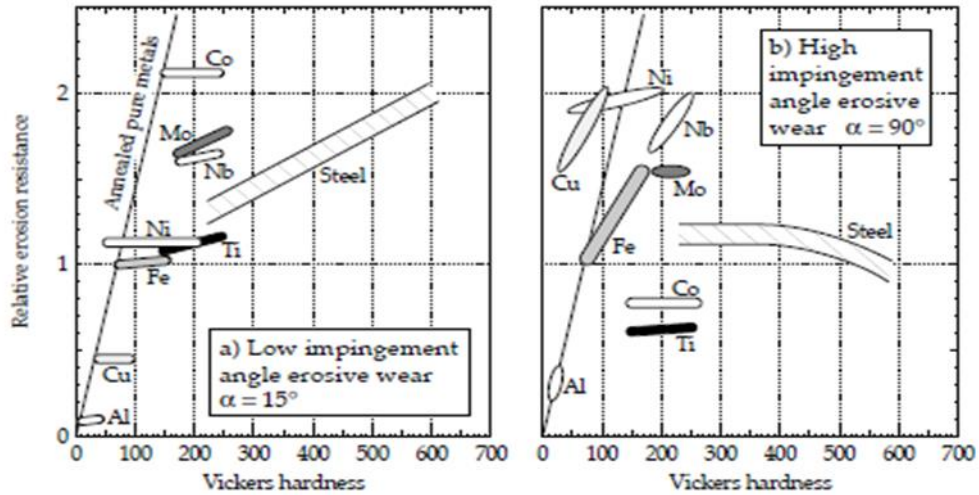 Relative erosion resistance
2
1
0
Annealed pure metals
Co
Mo
Nb
Steel
Ni
Ti
Fe
Cu
Al
a) Low impingement
angle erosive wear
α = 15°
0 100 200 300 400 500 600 700
Vickers hardness
b) High
impingement
angle erosive
wear α = 90°
Ni
Nb
Cu
Mo
Fe
Steel
Co
Ti
Al
0 100 200 300 400 500 600 700
Vickers hardness